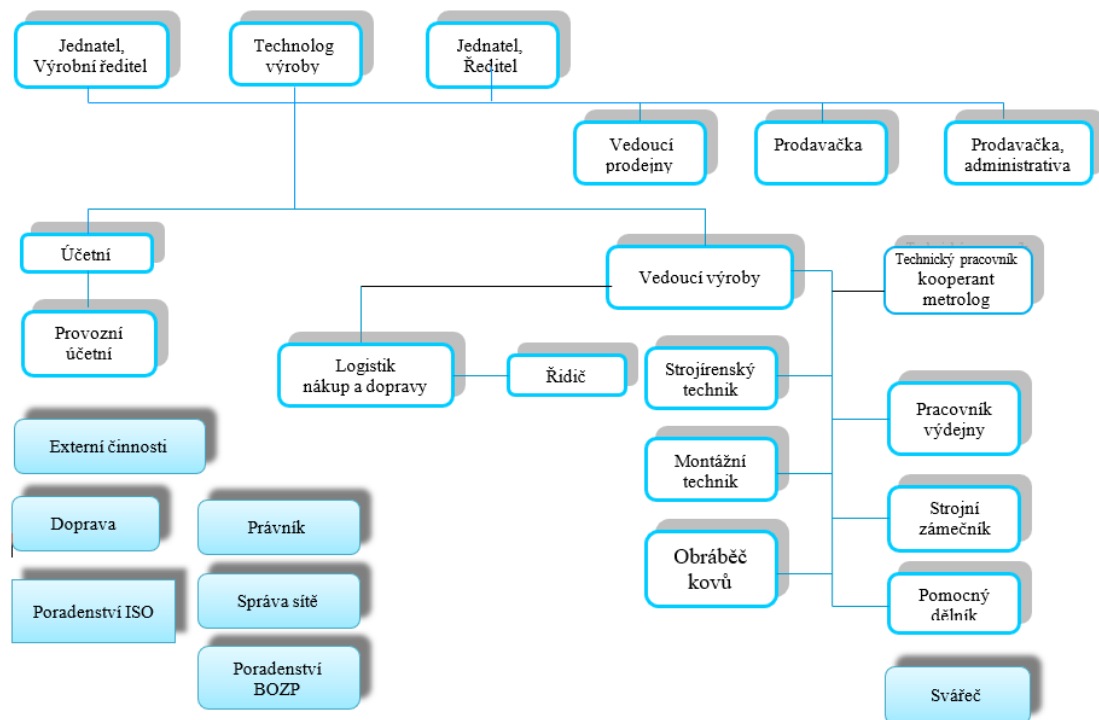 Jednatel,
Výrobní ředitel
Technolog
výroby
Jednatel,
Ředitel
Vedoucí
prodejny
Prodavačka
Prodavačka,
administrativa
Účetní
Vedoucí výroby
Technický pracovník
kooperant
metrolog
Provozní
účetní
Logistik
nákup a dopravy
Řidič
Strojírenský
technik
Pracovník
výdejny
Externí činnosti
Montážní
technik
Doprava
Právník
Strojní
zámečník
Obráběč
kovů
Poradenství ISO
Správa sítě
Pomocný
dělník
Poradenství
BOZP
Svářeč